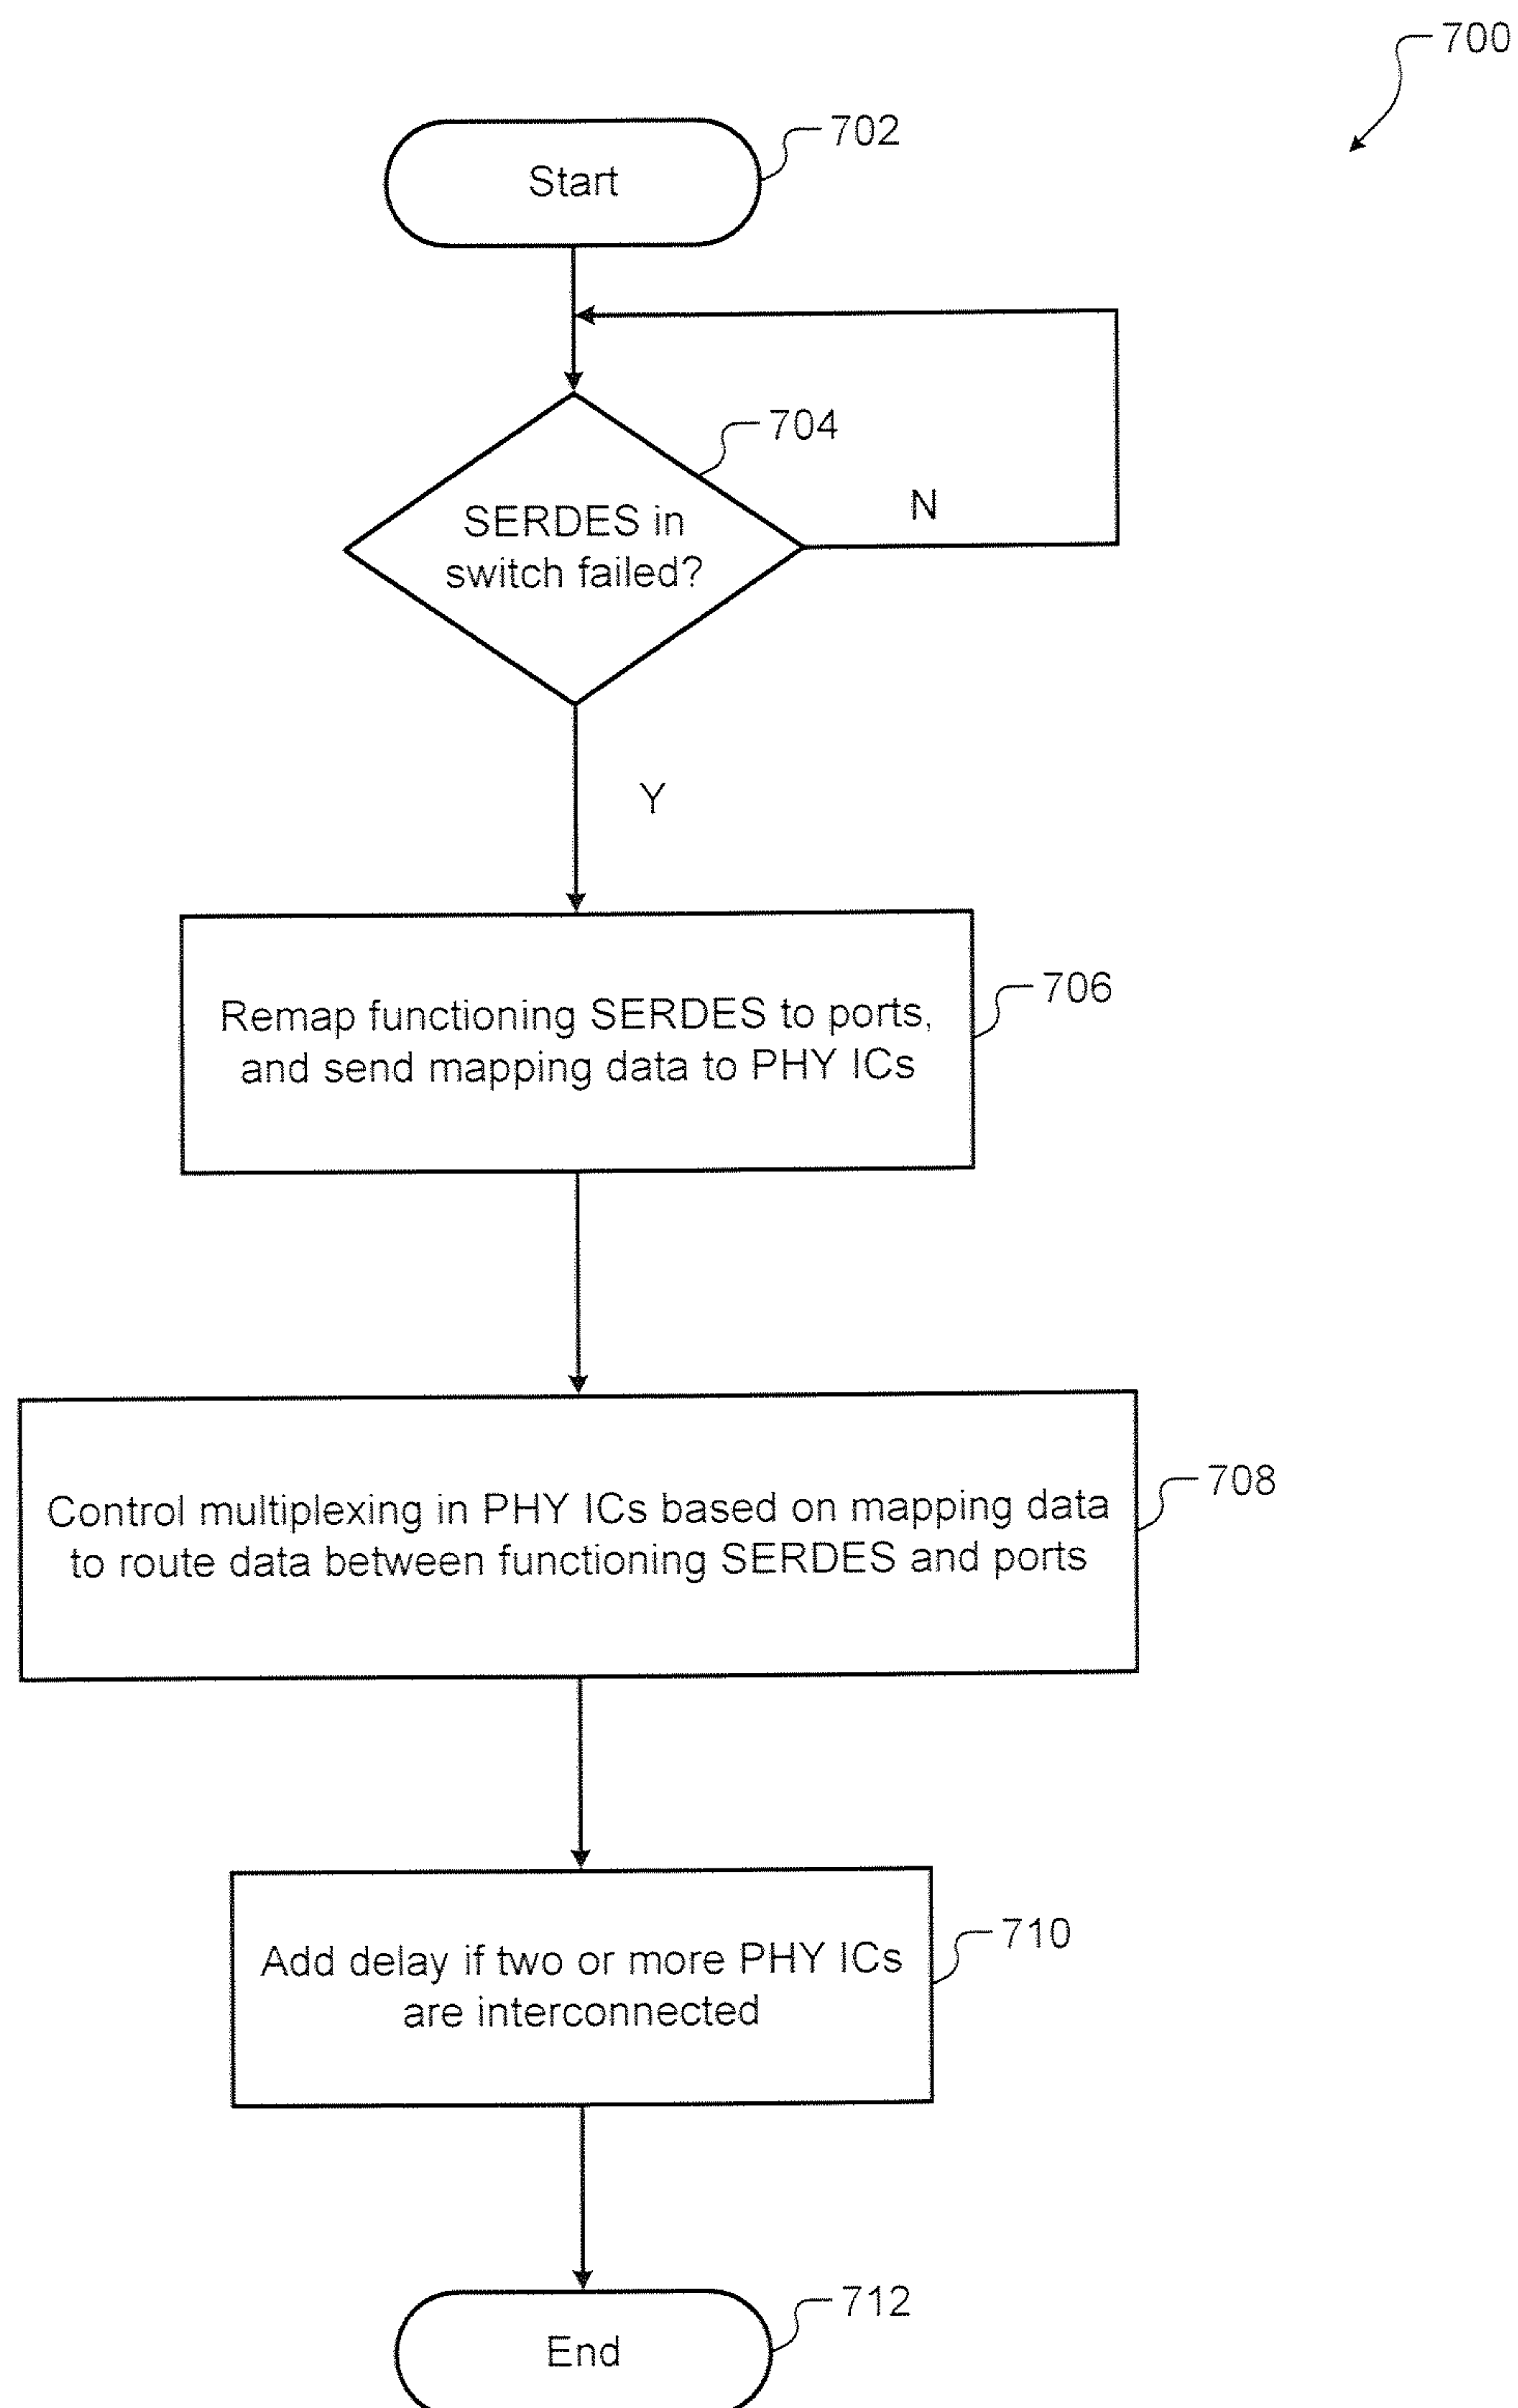 700
702
Start
704
SERDES in
switch failed?
N
Y
706
Remap functioning SERDES to ports,
and send mapping data to PHY ICs
708
Control multiplexing in PHY ICs based on mapping data
to route data between functioning SERDES and ports
710
Add delay if two or more PHY ICs
are interconnected
712
End